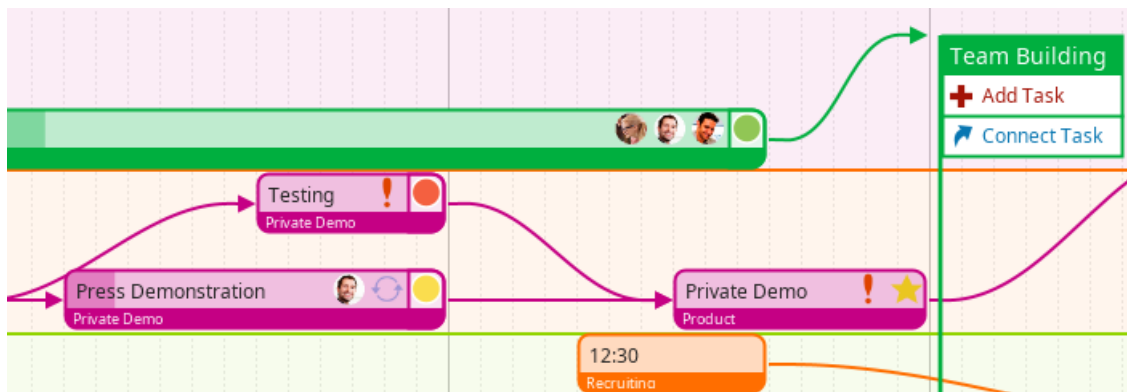 Team Building
Add Task
Connect Task
Testing
Private Demo
Press Demonstration
Private Demo
Private Demo
Product
12:30
Recruiting